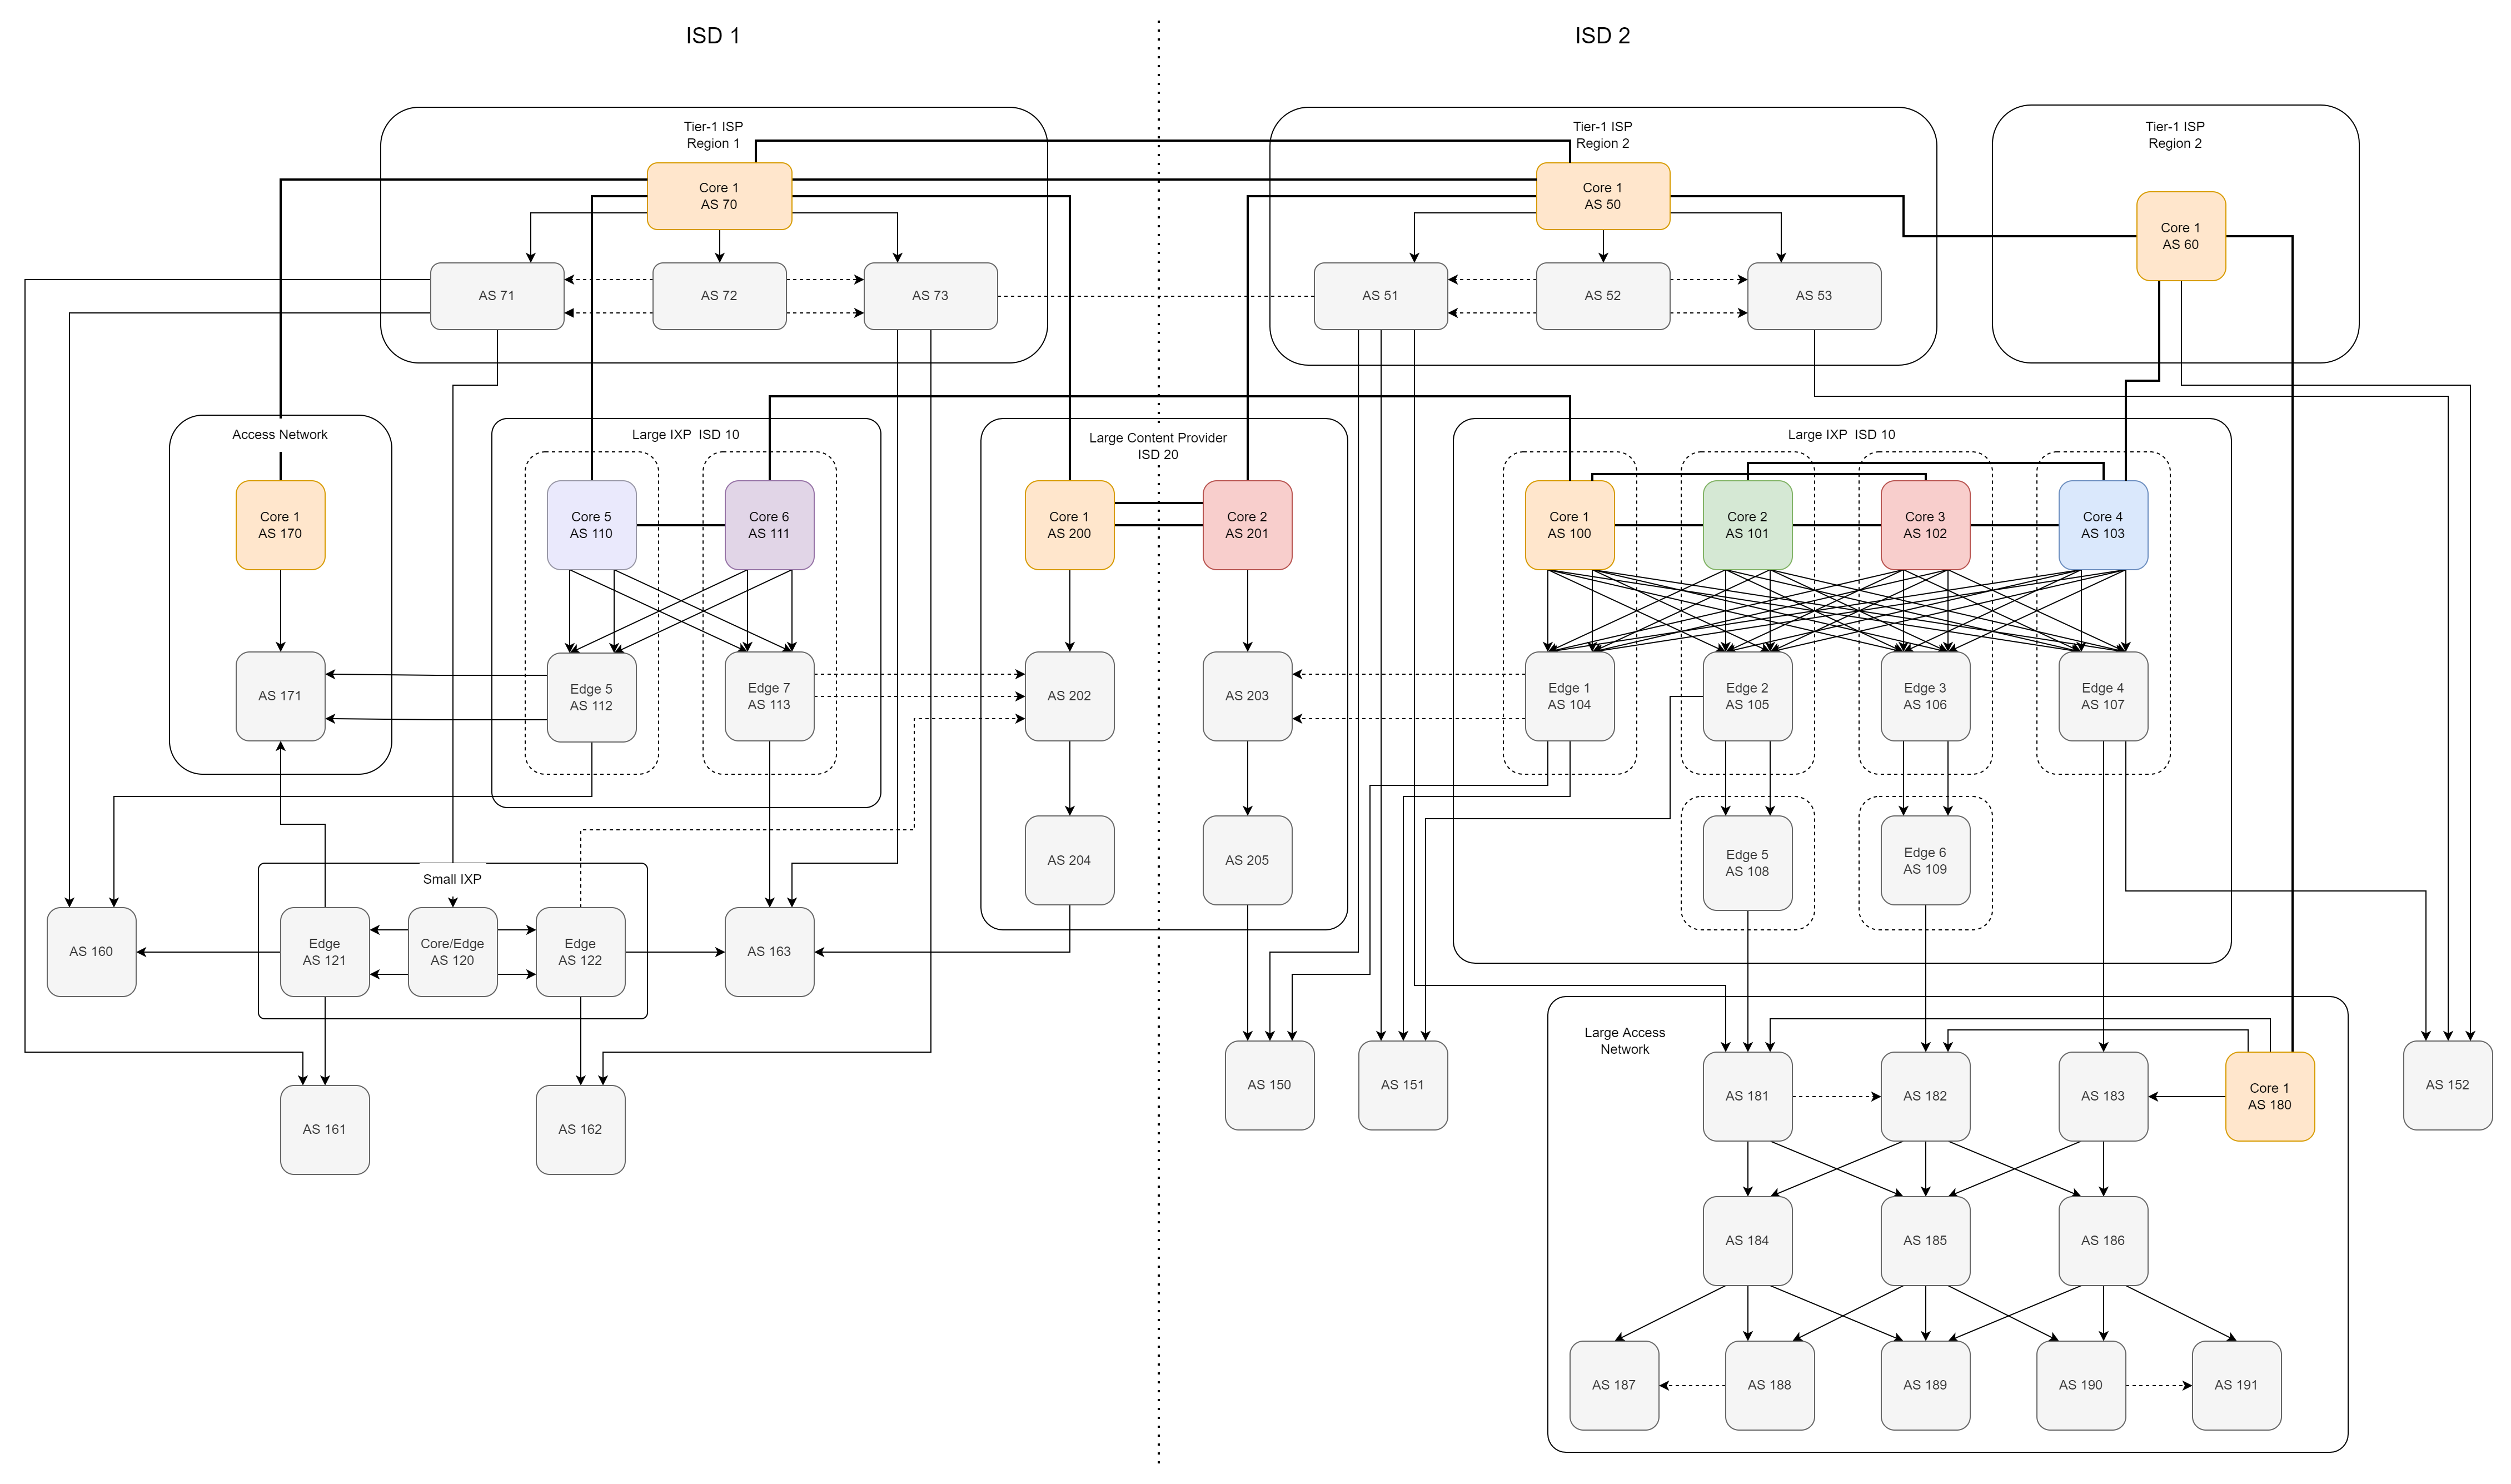 ISD 1
ISD 2
Tier-1 ISP
Region 1
Tier-1 ISP
Region 2
Tier-1 ISP
Region 2
Core 1
AS 70
Core 1
AS 50
Core 1
AS 60
AS 71
AS 72
AS 73
AS 51
AS 52
AS 53
Access Network
Large IXP  ISD 10
Large Content Provider
ISD 20
Large IXP  ISD 10
Core 1
AS 170
Core 5
AS 110
Core 6
AS 111
Core 1
AS 200
Core 2
AS 201
Core 1
AS 100
Core 2
AS 101
Core 3
AS 102
Core 4
AS 103
AS 171
Edge 5
AS 112
Edge 7
AS 113
AS 202
AS 203
Edge 1
AS 104
Edge 2
AS 105
Edge 3
AS 106
Edge 4
AS 107
AS 204
AS 205
Edge 5
AS 108
Edge 6
AS 109
Small IXP
AS 160
Edge
AS 121
Core/Edge
AS 120
Edge
AS 122
AS 163
Large Access
Network
AS 161
AS 162
AS 150
AS 151
AS 181
AS 182
AS 183
Core 1
AS 180
AS 152
AS 184
AS 185
AS 186
AS 187
AS 188
AS 189
AS 190
AS 191